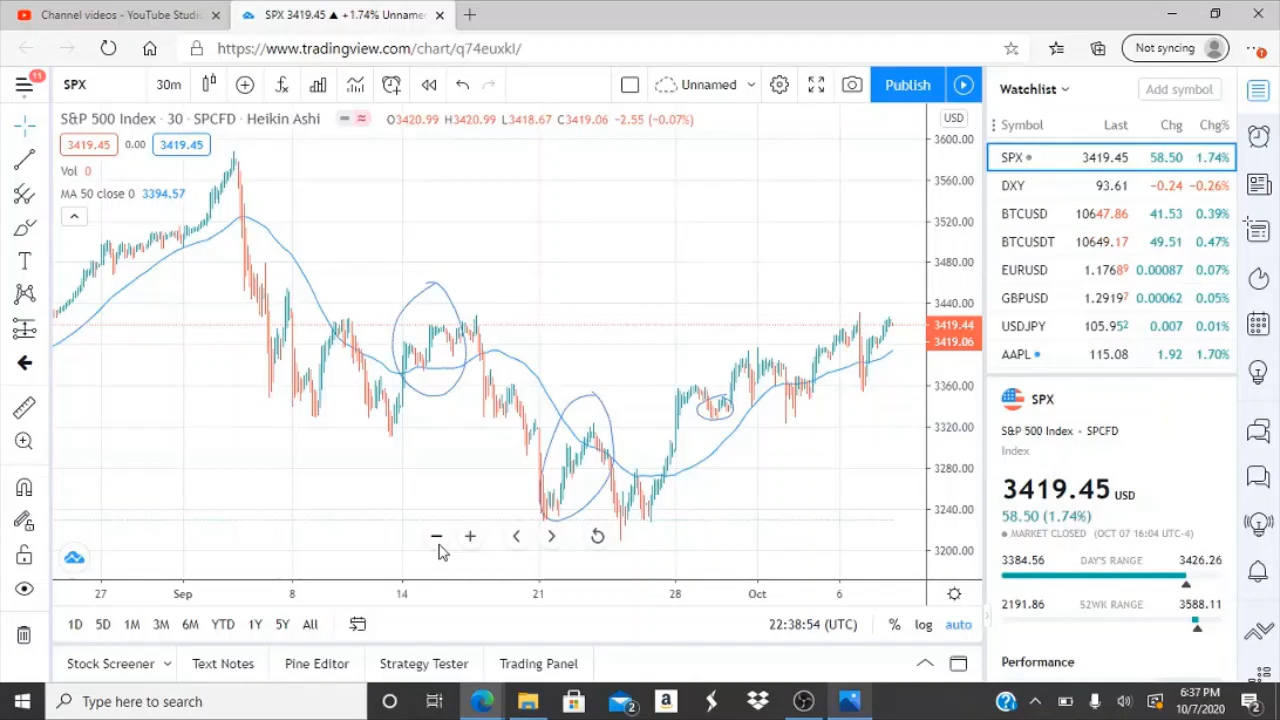 Channel videos - YouTube Studi
SPX 3419.45 ▲ +1.74% Unname
https://www.tradingview.com/chart/q74euxkl/
Not syncing
11
SPX
30m
Unnamed
Publish
S&P 500 Index · 30 · SPCFD · Heikin Ashi
O3420.99 H3420.99 L3418.67 C3419.06 -2.55 (-0.07%)
3419.45 0.00 3419.45
Vol 0
MA 50 close 0 3394.57
USD
3600.00
3560.00
3520.00
3480.00
3440.00
3419.44
3419.06
3360.00
3320.00
3280.00
3240.00
3200.00
27 Sep 8 14 21 28 Oct 6
1D 5D 1M 3M 6M YTD 1Y 5Y All
22:38:54 (UTC) % log auto
Stock Screener Text Notes Pine Editor Strategy Tester Trading Panel
Watchlist Add symbol
Symbol Last Chg Chg%
SPX 3419.45 58.50 1.74%
DXY 93.61 -0.24 -0.26%
BTCUSD 10647.86 41.53 0.39%
BTCUSDT 10649.17 49.51 0.47%
EURUSD 1.17689 0.00087 0.07%
GBPUSD 1.29197 0.00062 0.05%
USDJPY 105.952 0.007 0.01%
AAPL 115.08 1.92 1.70%
SPX
S&P 500 Index · SPCFD
Index
3419.45 USD
58.50 (1.74%)
MARKET CLOSED (OCT 07 16:04 UTC-4)
3384.56 DAY'S RANGE 3426.26
2191.86 52WK RANGE 3588.11
Performance
Type here to search
2
6:37 PM
10/7/2020
2